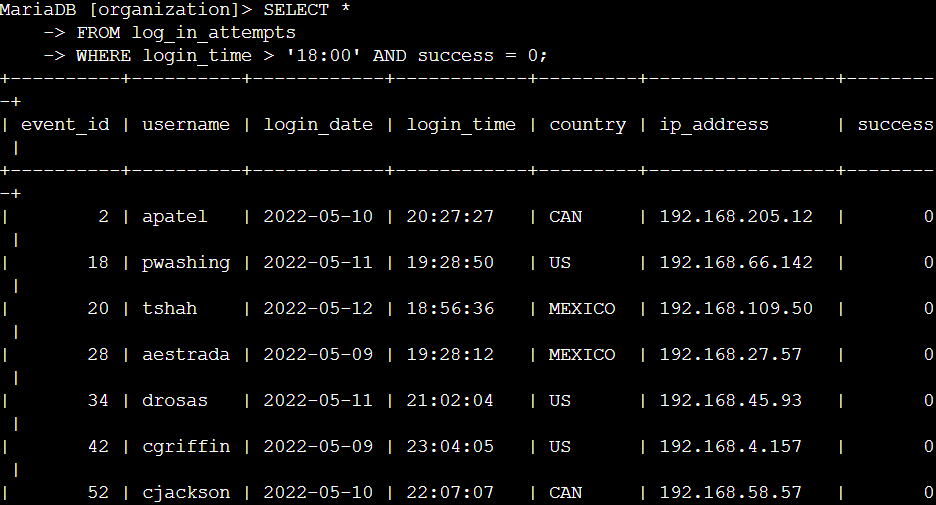 MariaDB [organization]> SELECT *
    -> FROM log_in_attempts
    -> WHERE login_time > '18:00' AND success = 0;
+----------+----------+------------+------------+---------+-----------------+--------
-+
| event_id | username | login_date | login_time | country | ip_address      | success
 |
+----------+----------+------------+------------+---------+-----------------+--------
-+
|        2 | apatel   | 2022-05-10 | 20:27:27   | CAN     | 192.168.205.12  |       0
 |
|       18 | pwashing | 2022-05-11 | 19:28:50   | US      | 192.168.66.142  |       0
 |
|       20 | tshah    | 2022-05-12 | 18:56:36   | MEXICO  | 192.168.109.50  |       0
 |
|       28 | aestrada | 2022-05-09 | 19:28:12   | MEXICO  | 192.168.27.57   |       0
 |
|       34 | drosas   | 2022-05-11 | 21:02:04   | US      | 192.168.45.93   |       0
 |
|       42 | cgriffin | 2022-05-09 | 23:04:05   | US      | 192.168.4.157   |       0
 |
|       52 | cjackson | 2022-05-10 | 22:07:07   | CAN     | 192.168.58.57   |       0